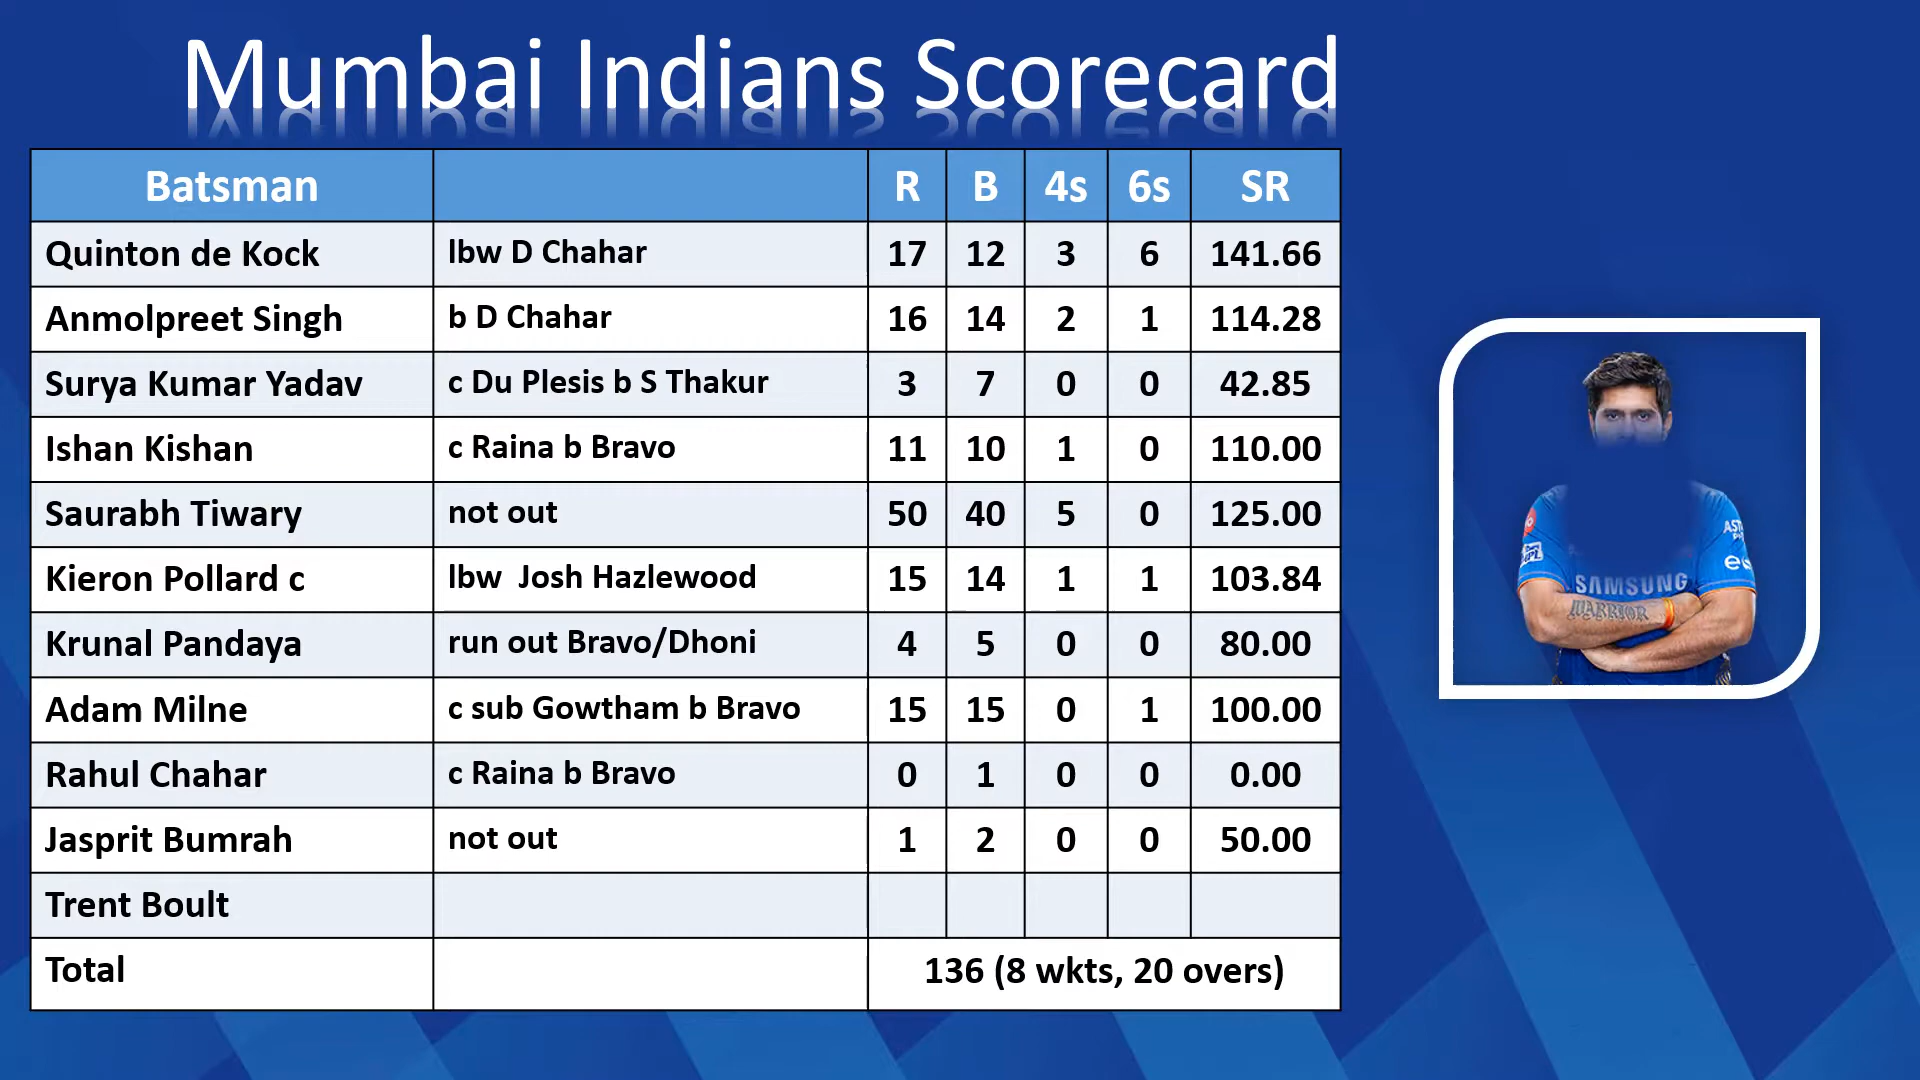 Mumbai Indians Scorecard
Batsman R B 4s 6s SR
Quinton de Kock lbw D Chahar 17 12 3 6 141.66
Anmolpreet Singh b D Chahar 16 14 2 1 114.28
Surya Kumar Yadav c Du Plesis b S Thakur 3 7 0 0 42.85
Ishan Kishan c Raina b Bravo 11 10 1 0 110.00
Saurabh Tiwary not out 50 40 5 0 125.00
Kieron Pollard c lbw Josh Hazlewood 15 14 1 1 103.84
Krunal Pandaya run out Bravo/Dhoni 4 5 0 0 80.00
Adam Milne c sub Gowtham b Bravo 15 15 0 1 100.00
Rahul Chahar c Raina b Bravo 0 1 0 0 0.00
Jasprit Bumrah not out 1 2 0 0 50.00
Trent Boult
Total 136 (8 wkts, 20 overs)
SAMSUNG
WARRIOR